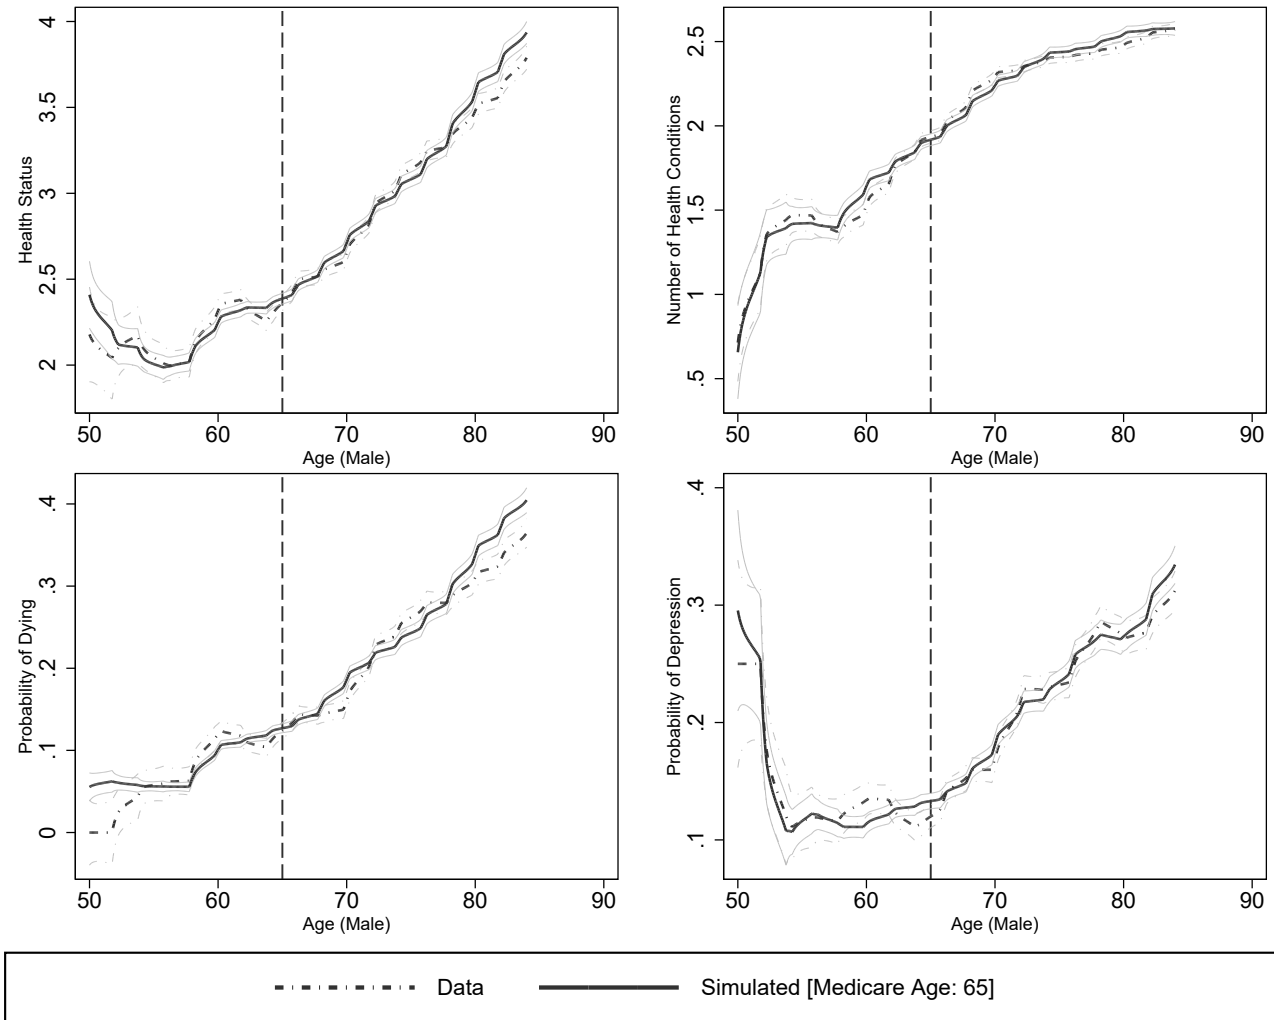 Health Status
4
3.5
3
2.5
2
50 60 70 80 90
Age (Male)
Number of Health Conditions
2.5
2
1.5
1
.5
50 60 70 80 90
Age (Male)
Probability of Dying
.4
.3
.2
.1
0
50 60 70 80 90
Age (Male)
Probability of Depression
.4
.3
.2
.1
50 60 70 80 90
Age (Male)
Data
Simulated [Medicare Age: 65]